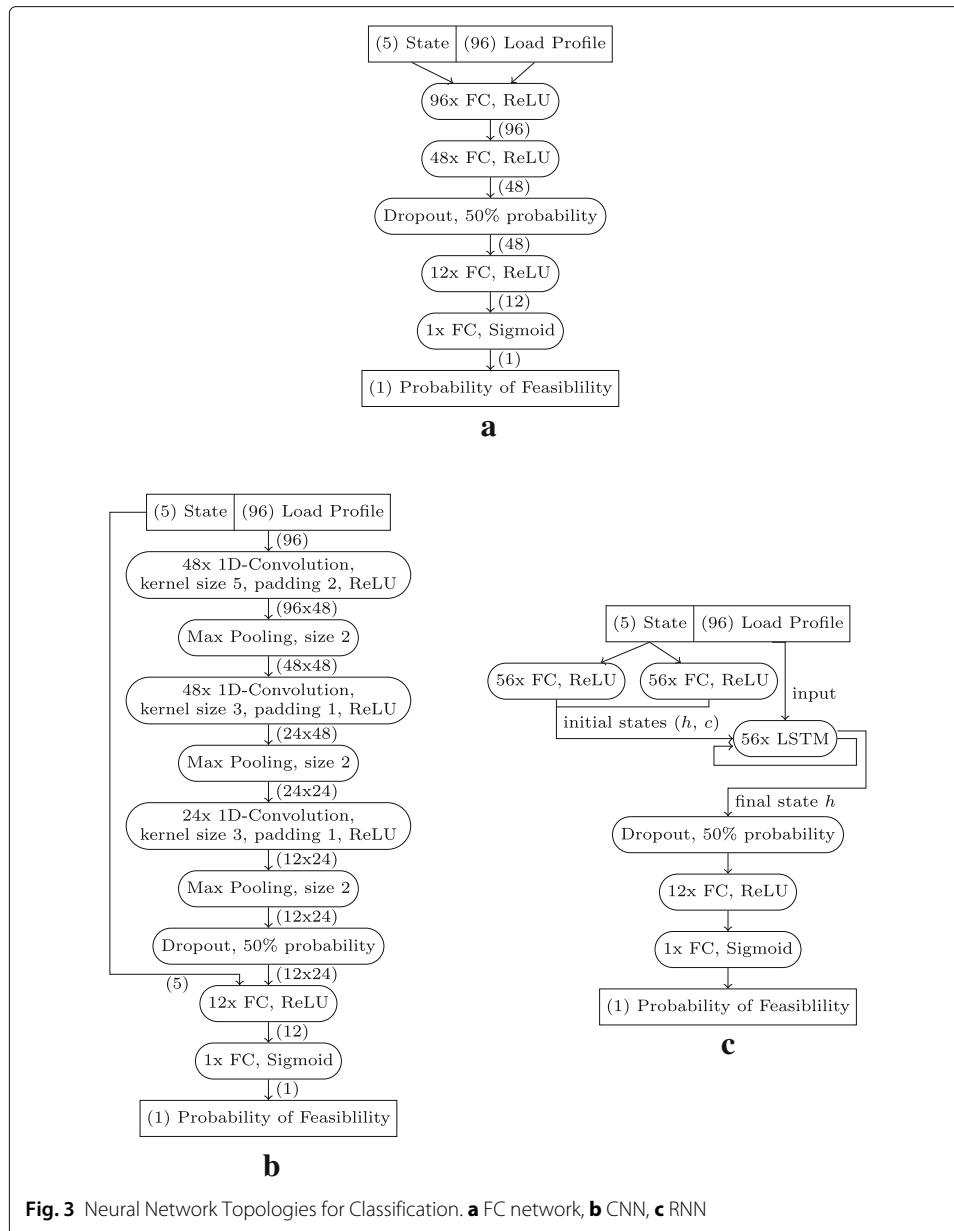 (5) State (96) Load Profile
96x FC, ReLU
(96)
48x FC, ReLU
(48)
Dropout, 50% probability
(48)
12x FC, ReLU
(12)
1x FC, Sigmoid
(1)
(1) Probability of Feasiblility
a
(5) State (96) Load Profile
(96)
48x 1D-Convolution,
kernel size 5, padding 2, ReLU
(96x48)
Max Pooling, size 2
(48x48)
48x 1D-Convolution,
kernel size 3, padding 1, ReLU
(24x48)
Max Pooling, size 2
(24x24)
24x 1D-Convolution,
kernel size 3, padding 1, ReLU
(12x24)
Max Pooling, size 2
(12x24)
Dropout, 50% probability
(12x24)
(5)
12x FC, ReLU
(12)
1x FC, Sigmoid
(1)
(1) Probability of Feasiblility
b
(5) State (96) Load Profile
56x FC, ReLU 56x FC, ReLU
input
initial states (h, c)
56x LSTM
final state h
Dropout, 50% probability
12x FC, ReLU
1x FC, Sigmoid
(1) Probability of Feasiblility
c
Fig. 3 Neural Network Topologies for Classification. a FC network, b CNN, c RNN